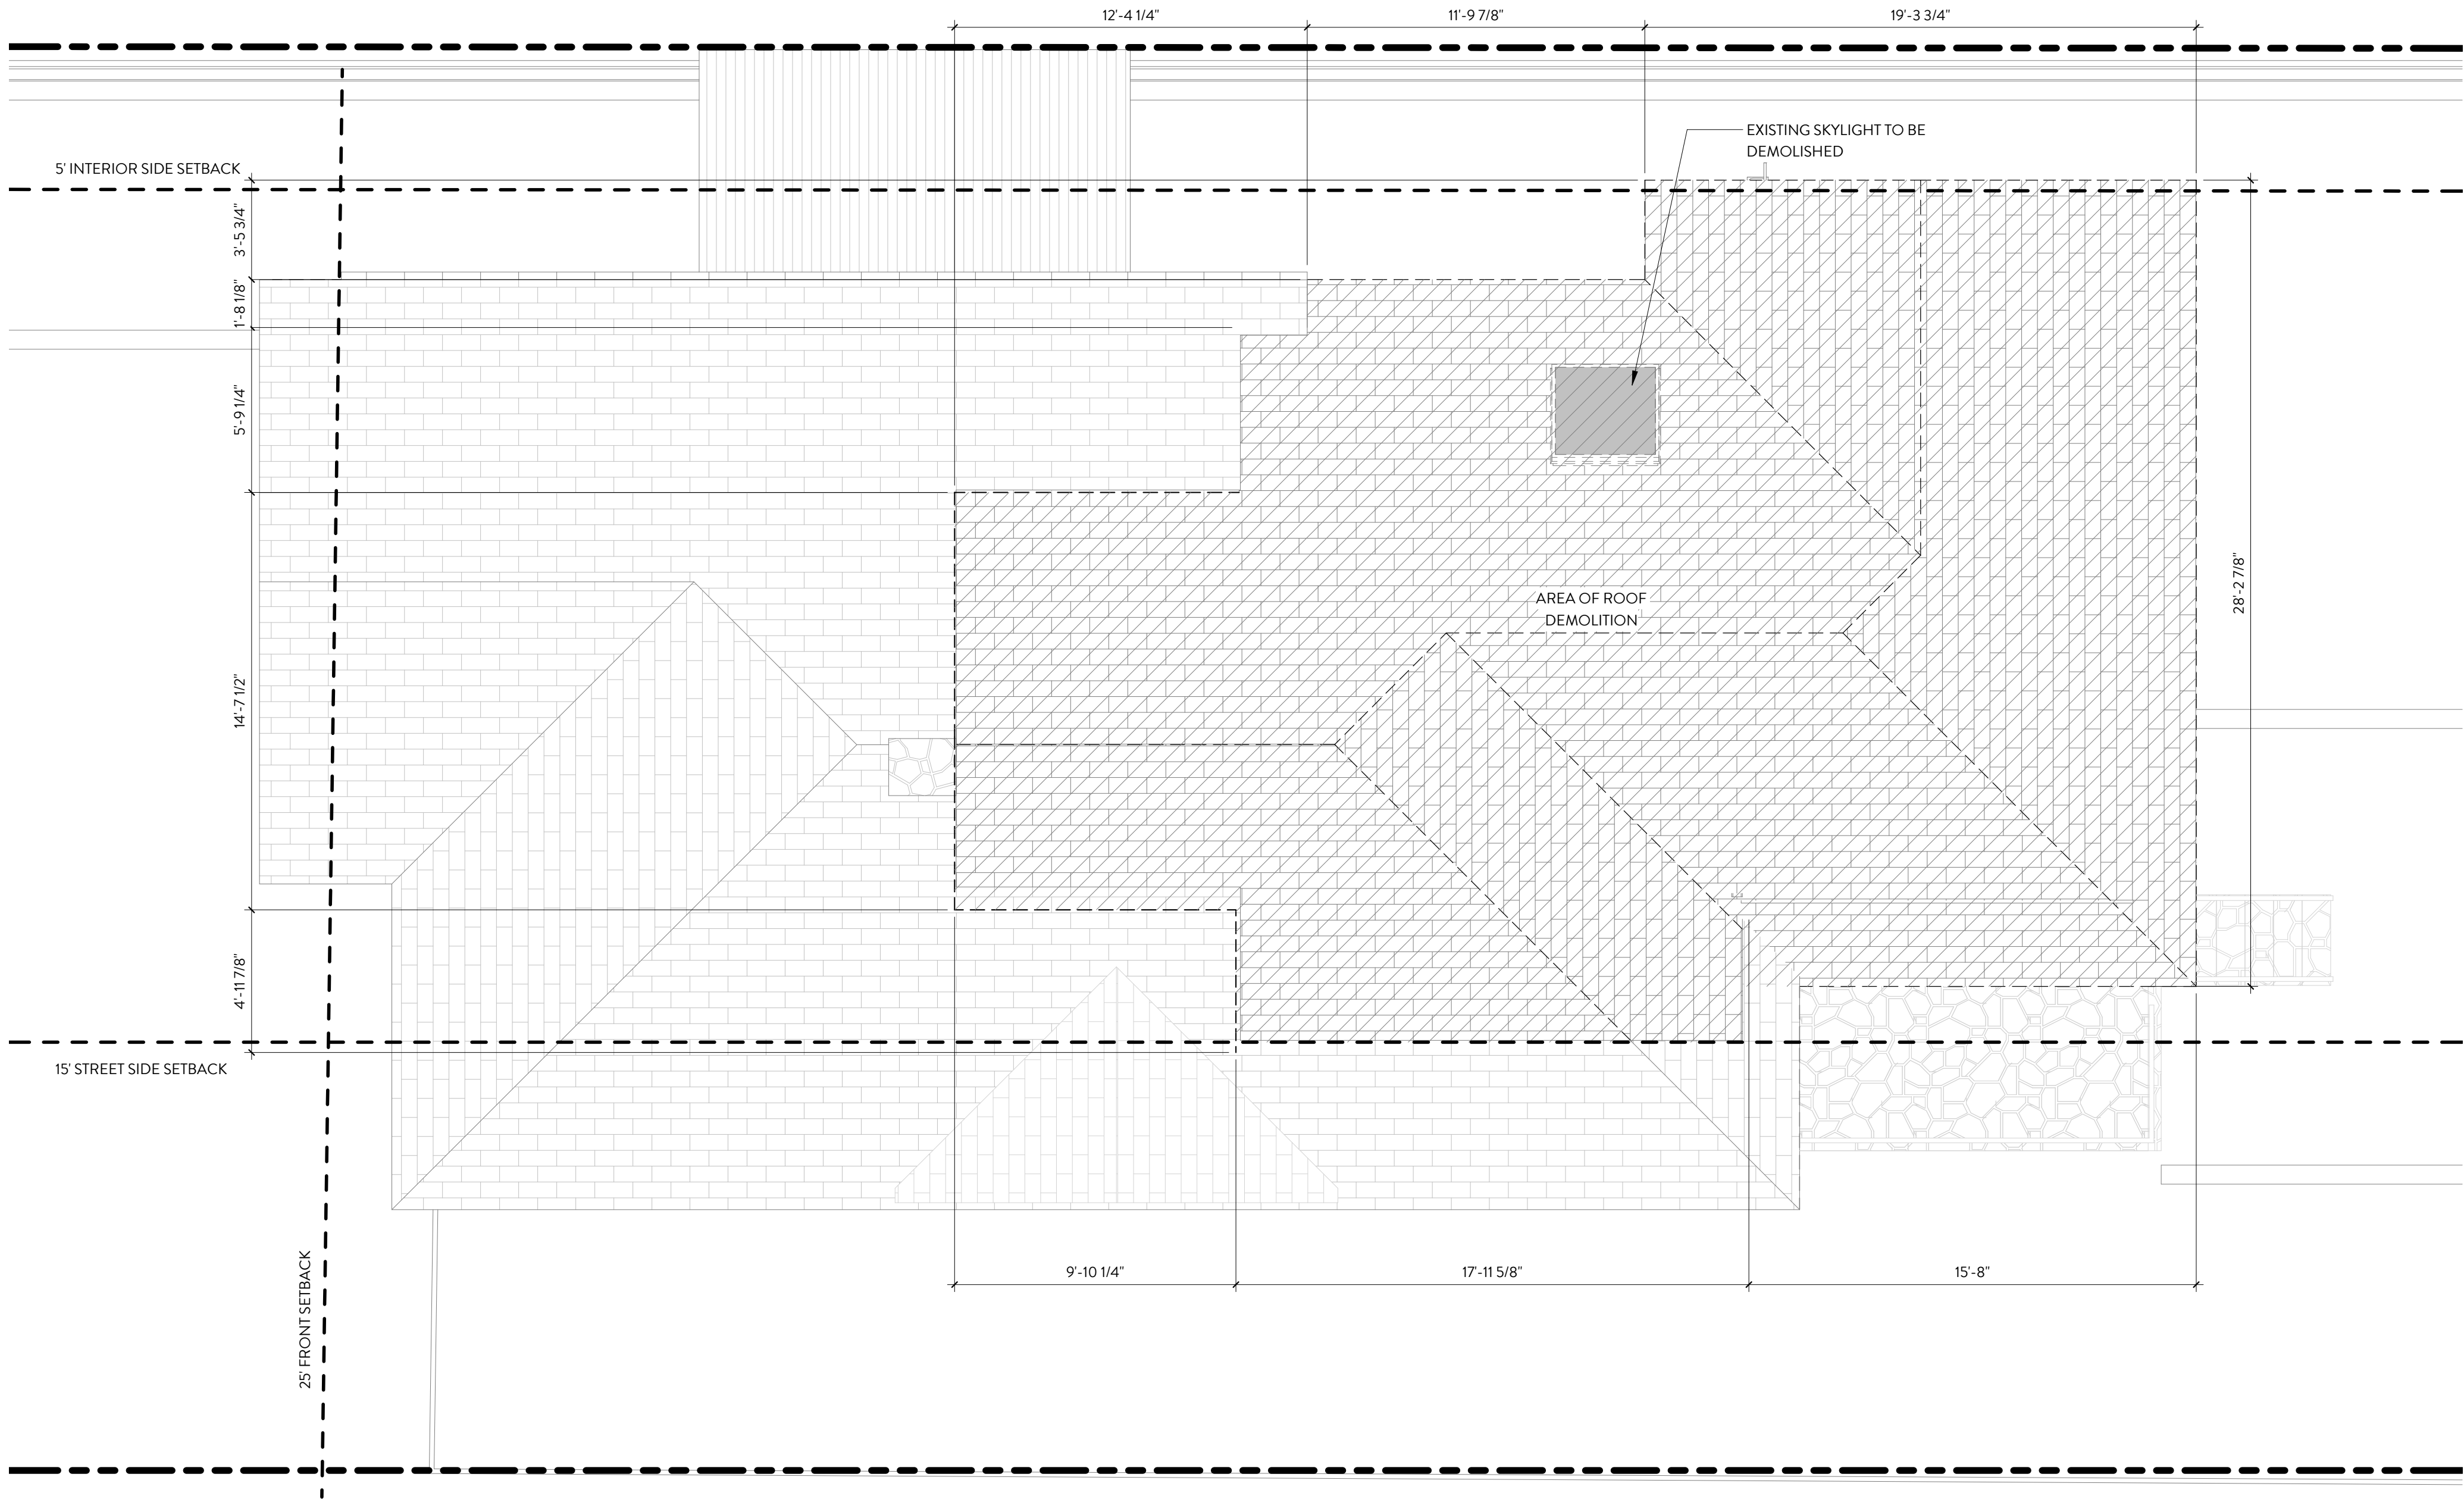 12'-4 1/4"
11'-9 7/8"
19'-3 3/4"
EXISTING SKYLIGHT TO BE
DEMOLISHED
5' INTERIOR SIDE SETBACK
3'-5 3/4"
1'-8 1/8"
5'-9 1/4"
14'-7 1/2"
4'-11 7/8"
28'-2 7/8"
AREA OF ROOF
DEMOLITION
15' STREET SIDE SETBACK
25' FRONT SETBACK
9'-10 1/4"
17'-11 5/8"
15'-8"